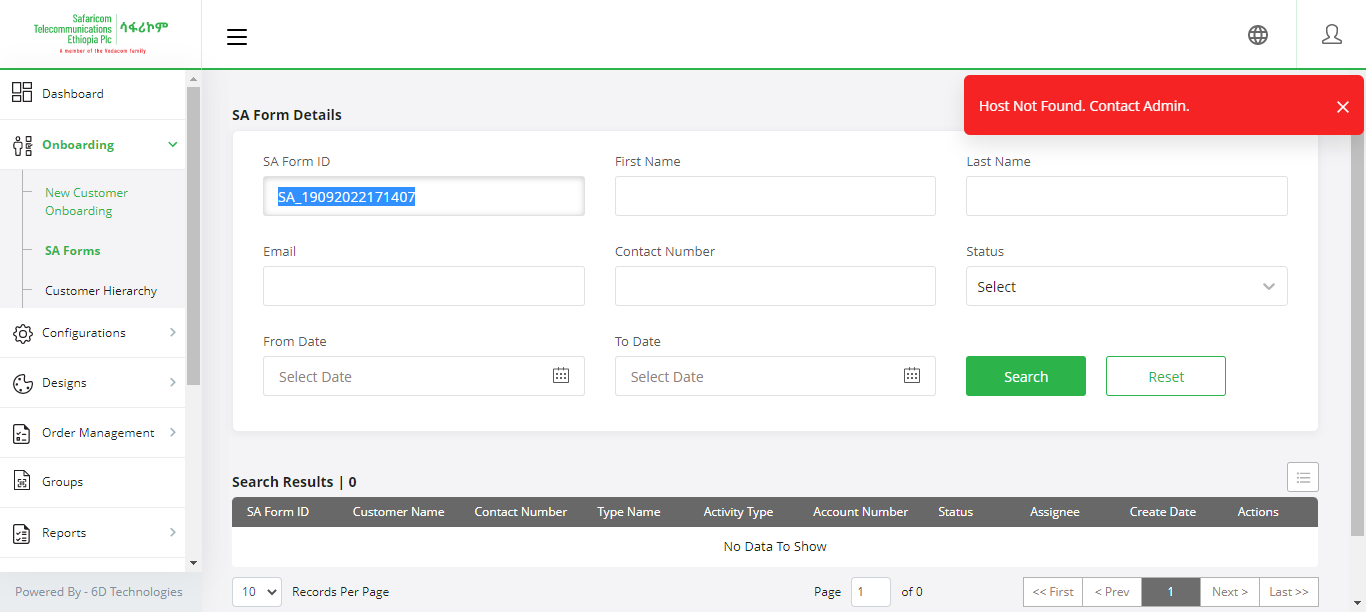 Safaricom
Telecommunications
Ethiopia Plc
ሳፋሪኮም
A member of the Vodacom family
Host Not Found. Contact Admin.
Dashboard
Onboarding
New Customer
Onboarding
SA Forms
Customer Hierarchy
Configurations
Designs
Order Management
Groups
Reports
Powered By - 6D Technologies
SA Form Details
SA Form ID
First Name
Last Name
SA_19092022171407
Email
Contact Number
Status
Select
From Date
To Date
Select Date
Select Date
Search
Reset
Search Results | 0
SA Form ID Customer Name Contact Number Type Name Activity Type Account Number Status Assignee Create Date Actions
No Data To Show
10 Records Per Page
Page 1 of 0
<< First < Prev 1 Next > Last >>